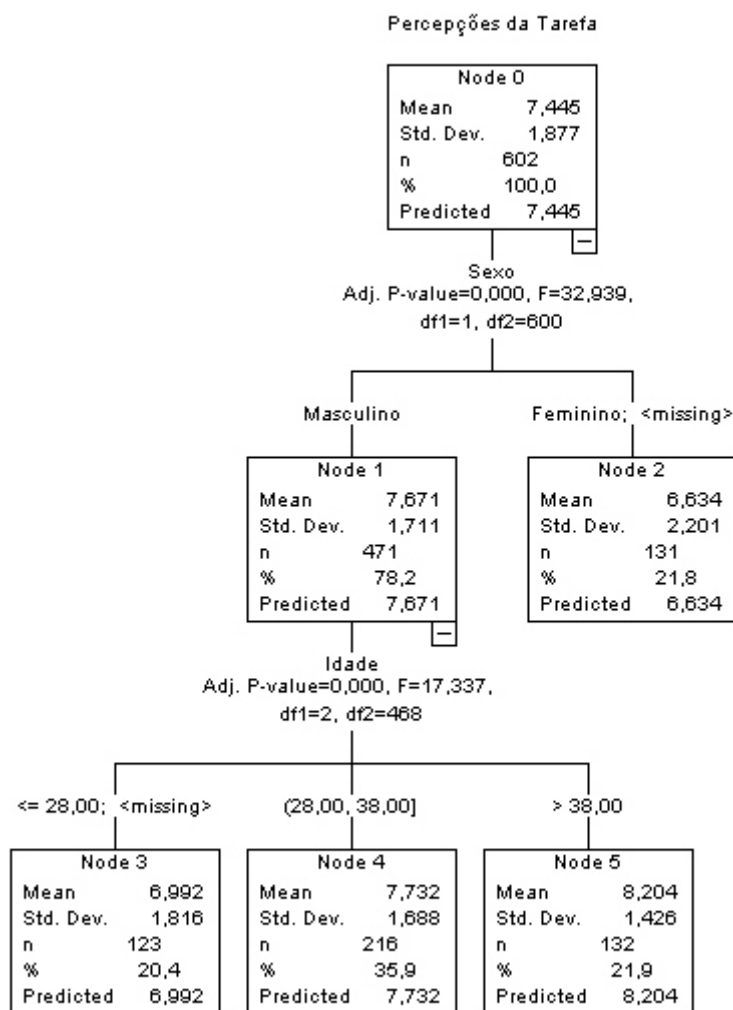 Percepções da Tarefa
Node 0
Mean 7,445
Std. Dev. 1,877
n 602
% 100,0
Predicted 7,445
Sexo
Adj. P-value=0,000, F=32,939,
df1=1, df2=600
Masculino
Feminino; <missing>
Node 1
Mean 7,671
Std. Dev. 1,711
n 471
% 78,2
Predicted 7,671
Node 2
Mean 6,634
Std. Dev. 2,201
n 131
% 21,8
Predicted 6,634
Idade
Adj. P-value=0,000, F=17,337,
df1=2, df2=468
<= 28,00; <missing>
(28,00, 38,00]
> 38,00
Node 3
Mean 6,992
Std. Dev. 1,816
n 123
% 20,4
Predicted 6,992
Node 4
Mean 7,732
Std. Dev. 1,688
n 216
% 35,9
Predicted 7,732
Node 5
Mean 8,204
Std. Dev. 1,426
n 132
% 21,9
Predicted 8,204